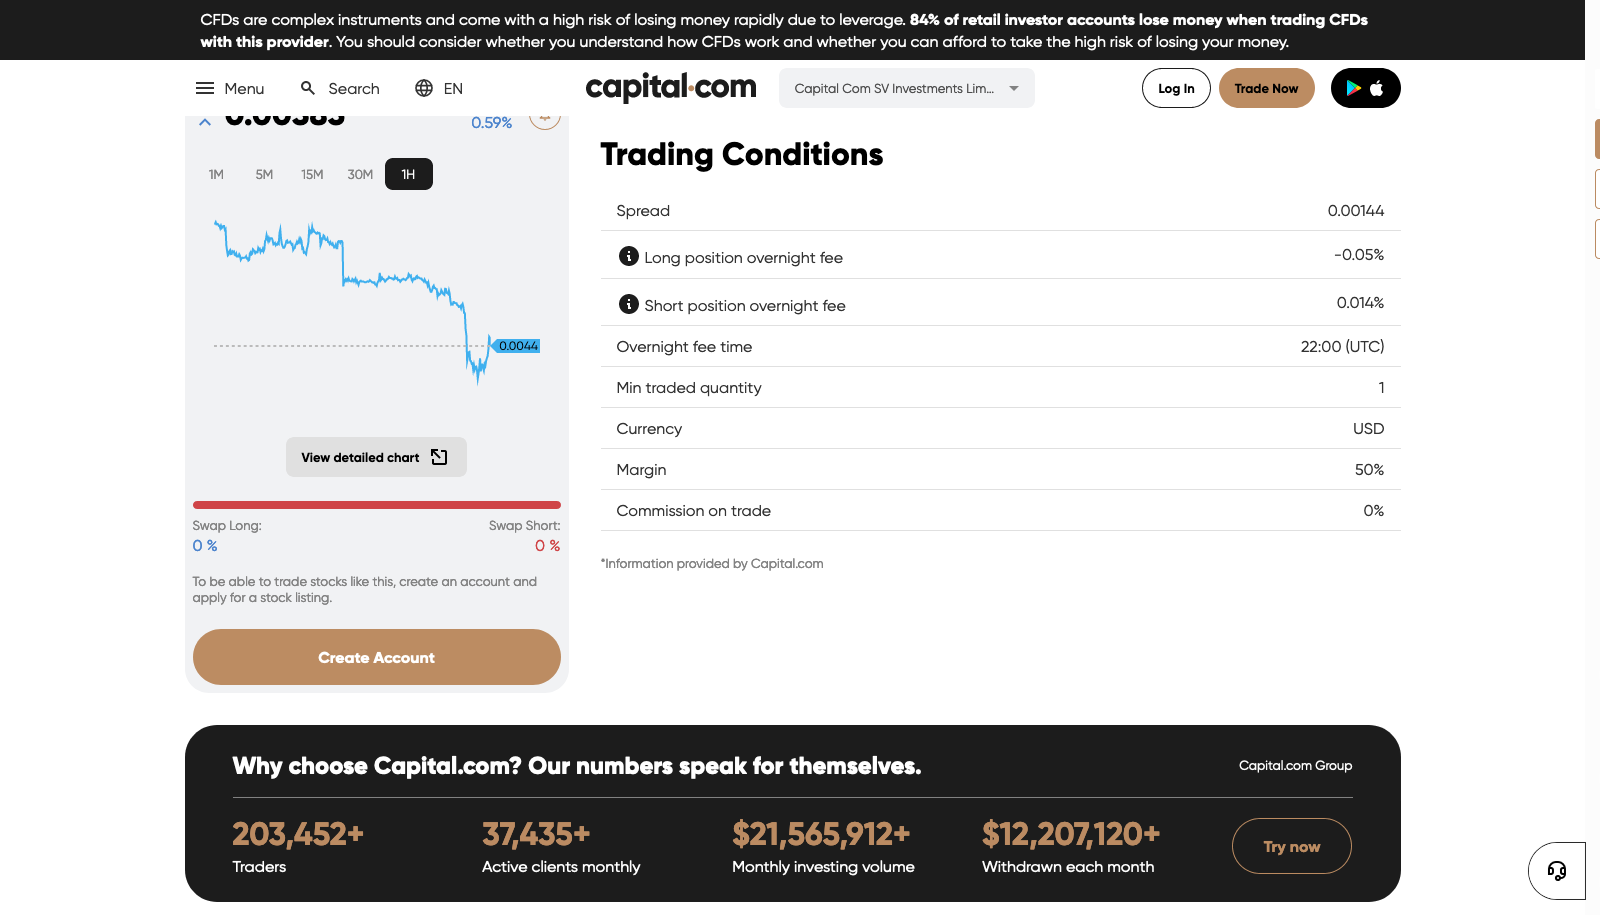 CFDs are complex instruments and come with a high risk of losing money rapidly due to leverage. 84% of retail investor accounts lose money when trading CFDs
with this provider. You should consider whether you understand how CFDs work and whether you can afford to take the high risk of losing your money.
Menu
Search
EN
capital.com
Capital Com SV Investments Lim...
Log In
Trade Now
0.59%
1M 5M 15M 30M 1H
0.0044
View detailed chart
Swap Long: Swap Short:
0 % 0 %
To be able to trade stocks like this, create an account and
apply for a stock listing.
Create Account
Trading Conditions
Spread 0.00144
Long position overnight fee -0.05%
Short position overnight fee 0.014%
Overnight fee time 22:00 (UTC)
Min traded quantity 1
Currency USD
Margin 50%
Commission on trade 0%
*Information provided by Capital.com
Why choose Capital.com? Our numbers speak for themselves.
Capital.com Group
203,452+ 37,435+ $21,565,912+ $12,207,120+
Traders Active clients monthly Monthly investing volume Withdrawn each month
Try now